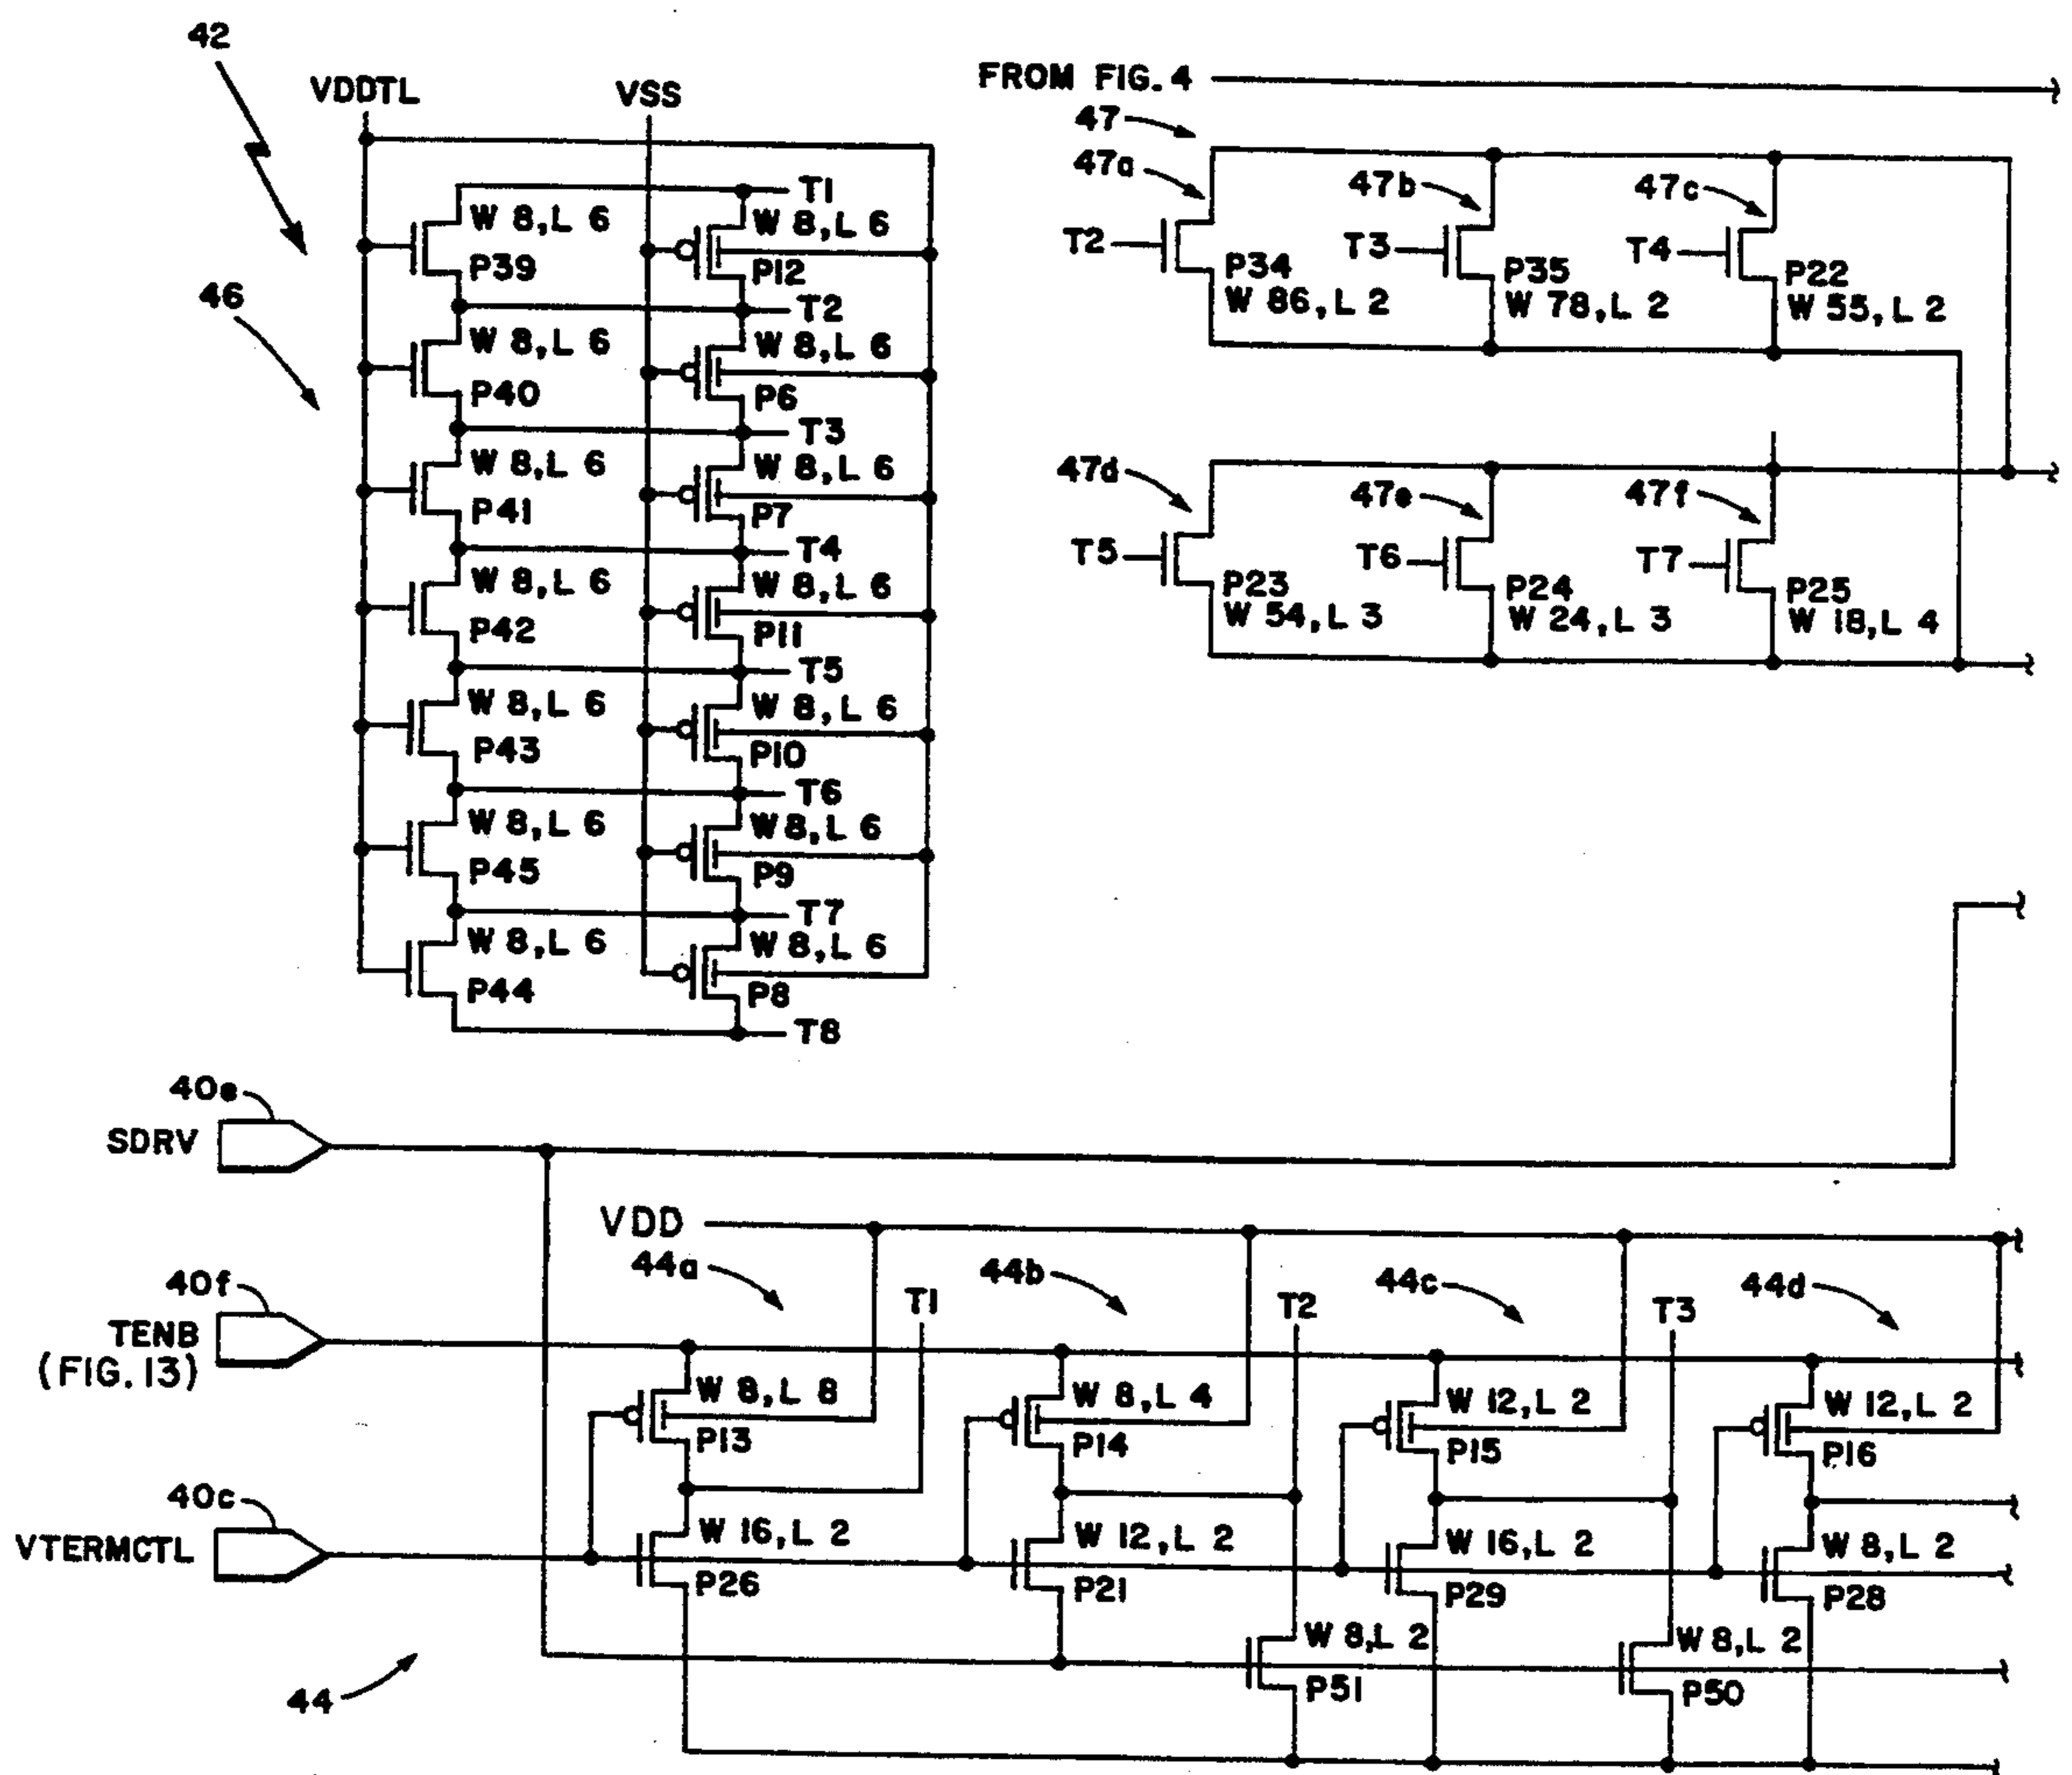 42
VDDTL
VSS
FROM FIG. 4
47
47a
47b
47c
T1
W 8, L 6
P39
W 8, L 6
P12
T2
P34
W 86, L 2
T3
P35
W 78, L 2
T4
P22
W 55, L 2
46
T2
W 8, L 6
P40
W 8, L 6
P6
T3
W 8, L 6
P41
W 8, L 6
P7
47d
47e
47f
T4
T5
P23
W 54, L 3
T6
P24
W 24, L 3
T7
P25
W 18, L 4
W 8, L 6
P42
W 8, L 6
P11
T5
W 8, L 6
P43
W 8, L 6
P10
T6
W 8, L 6
P45
W 8, L 6
P9
T7
W 8, L 6
P44
W 8, L 6
P8
T8
40e
SDRV
VDD
44a
44b
44c
44d
40f
T1
T2
T3
TENB
(FIG. 13)
W 8, L 8
P13
W 8, L 4
P14
W 12, L 2
P15
W 12, L 2
P16
40c
VTERMCTL
W 16, L 2
P26
W 12, L 2
P21
W 16, L 2
P29
W 8, L 2
P28
W 8, L 2
P51
W 8, L 2
P50
44